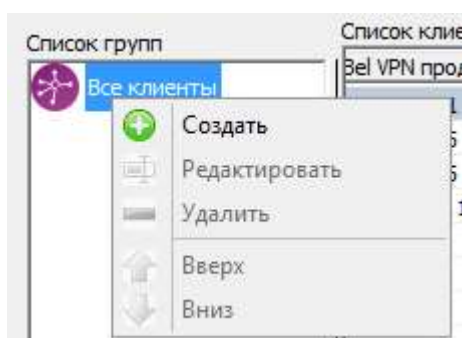 Список групп
Список клие
Bel VPN прод
Все клиенты
Создать
Редактировать
Удалить
Вверх
Вниз